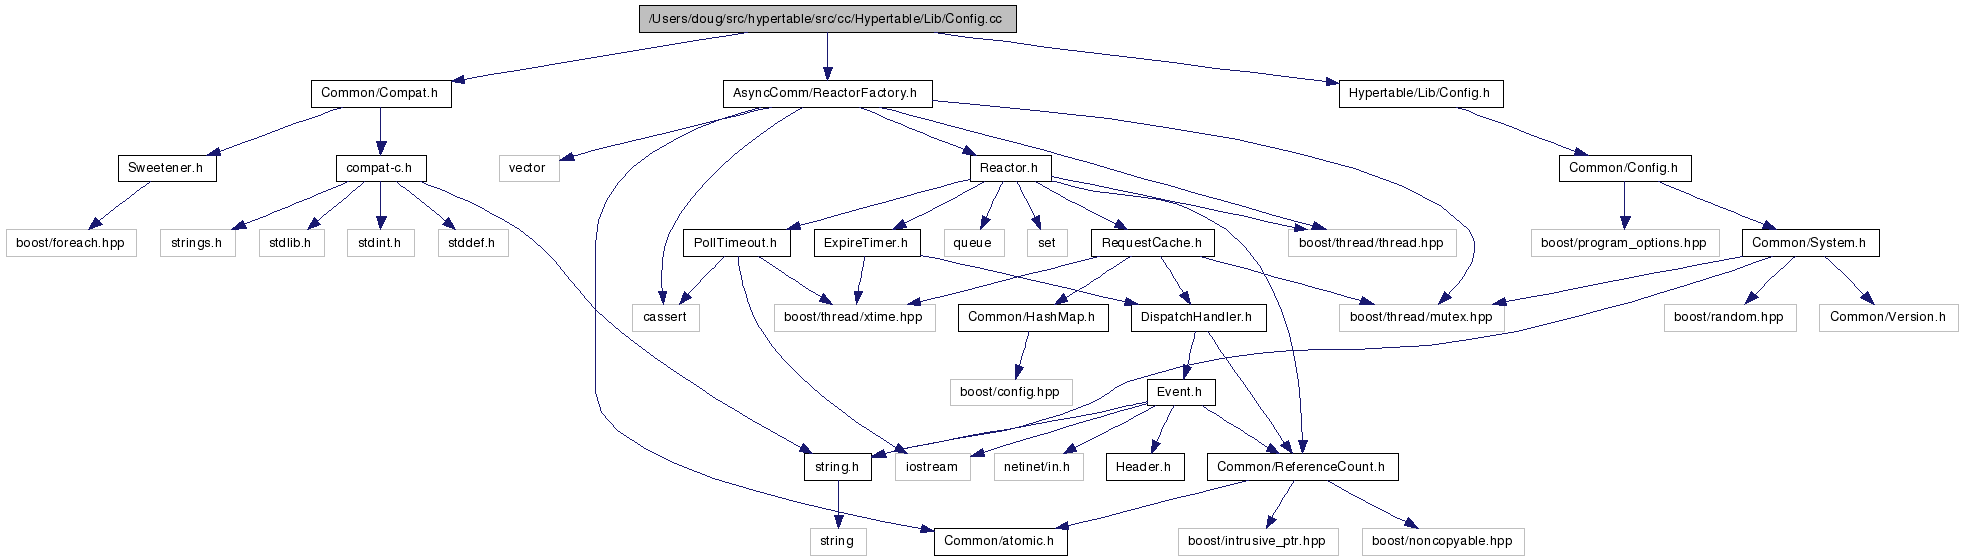 /Users/doug/src/hypertable/src/cc/Hypertable/Lib/Config.cc
Common/Compat.h
AsyncComm/ReactorFactory.h
Hypertable/Lib/Config.h
Sweetener.h
compat-c.h
vector
Reactor.h
Common/Config.h
boost/foreach.hpp
strings.h
stdlib.h
stdint.h
stddef.h
PollTimeout.h
ExpireTimer.h
queue
set
RequestCache.h
boost/thread/thread.hpp
boost/program_options.hpp
Common/System.h
cassert
boost/thread/xtime.hpp
Common/HashMap.h
DispatchHandler.h
boost/thread/mutex.hpp
boost/random.hpp
Common/Version.h
boost/config.hpp
Event.h
string.h
iostream
netinet/in.h
Header.h
Common/ReferenceCount.h
string
Common/atomic.h
boost/intrusive_ptr.hpp
boost/noncopyable.hpp